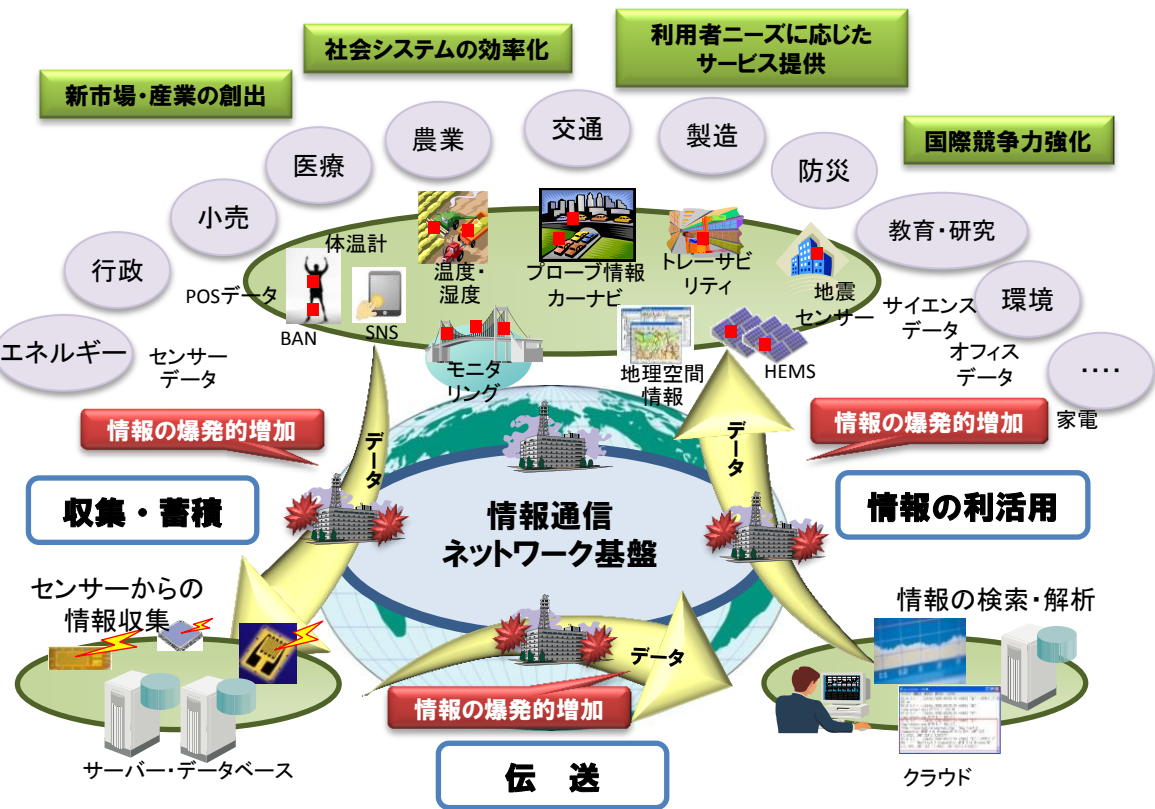 社会システムの効率化
利用者ニーズに応じた
サービス提供
新市場・産業の創出
国際競争力強化
交通
製造
農業
医療
防災
小売
教育・研究
行政
環境
エネルギー
‥‥
体温計
POSデータ
BAN
SNS
温度・
湿度
プローブ情報
カーナビ
トレーサビ
リティ
地震
センサー
サイエンス
データ
オフィス
データ
家電
センサー
データ
モニタ
リング
地理空間
情報
HEMS
情報の爆発的増加
情報の爆発的増加
データ
データ
収集・蓄積
情報の利活用
情報通信
ネットワーク基盤
センサーからの
情報収集
情報の検索・解析
データ
情報の爆発的増加
サーバー・データベース
伝　送
クラウド